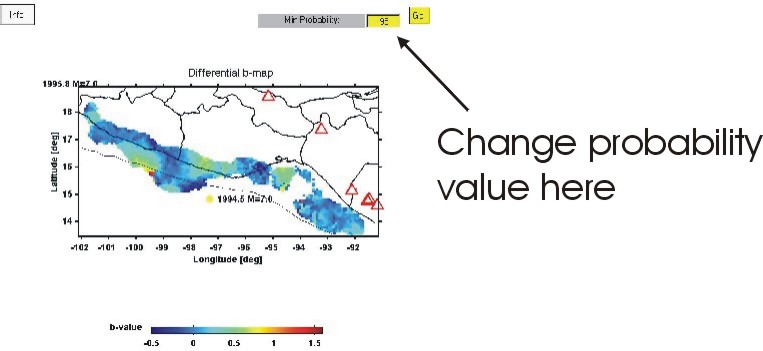 Info
Min Probability: 95 Go
Differential b-map
1995.8 M=7.0
18
17
16
15
14
Latitude [deg]
1994.5 M=7.0
-102 -101 -100 -99 -98 -97 -96 -95 -94 -93 -92
Longitude [deg]
b-value
-0.5 0 0.5 1 1.5
Change probability
value here